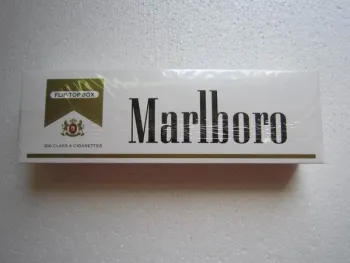 FLIP-TOP BOX
Marlboro
200 CLASS A CIGARETTES